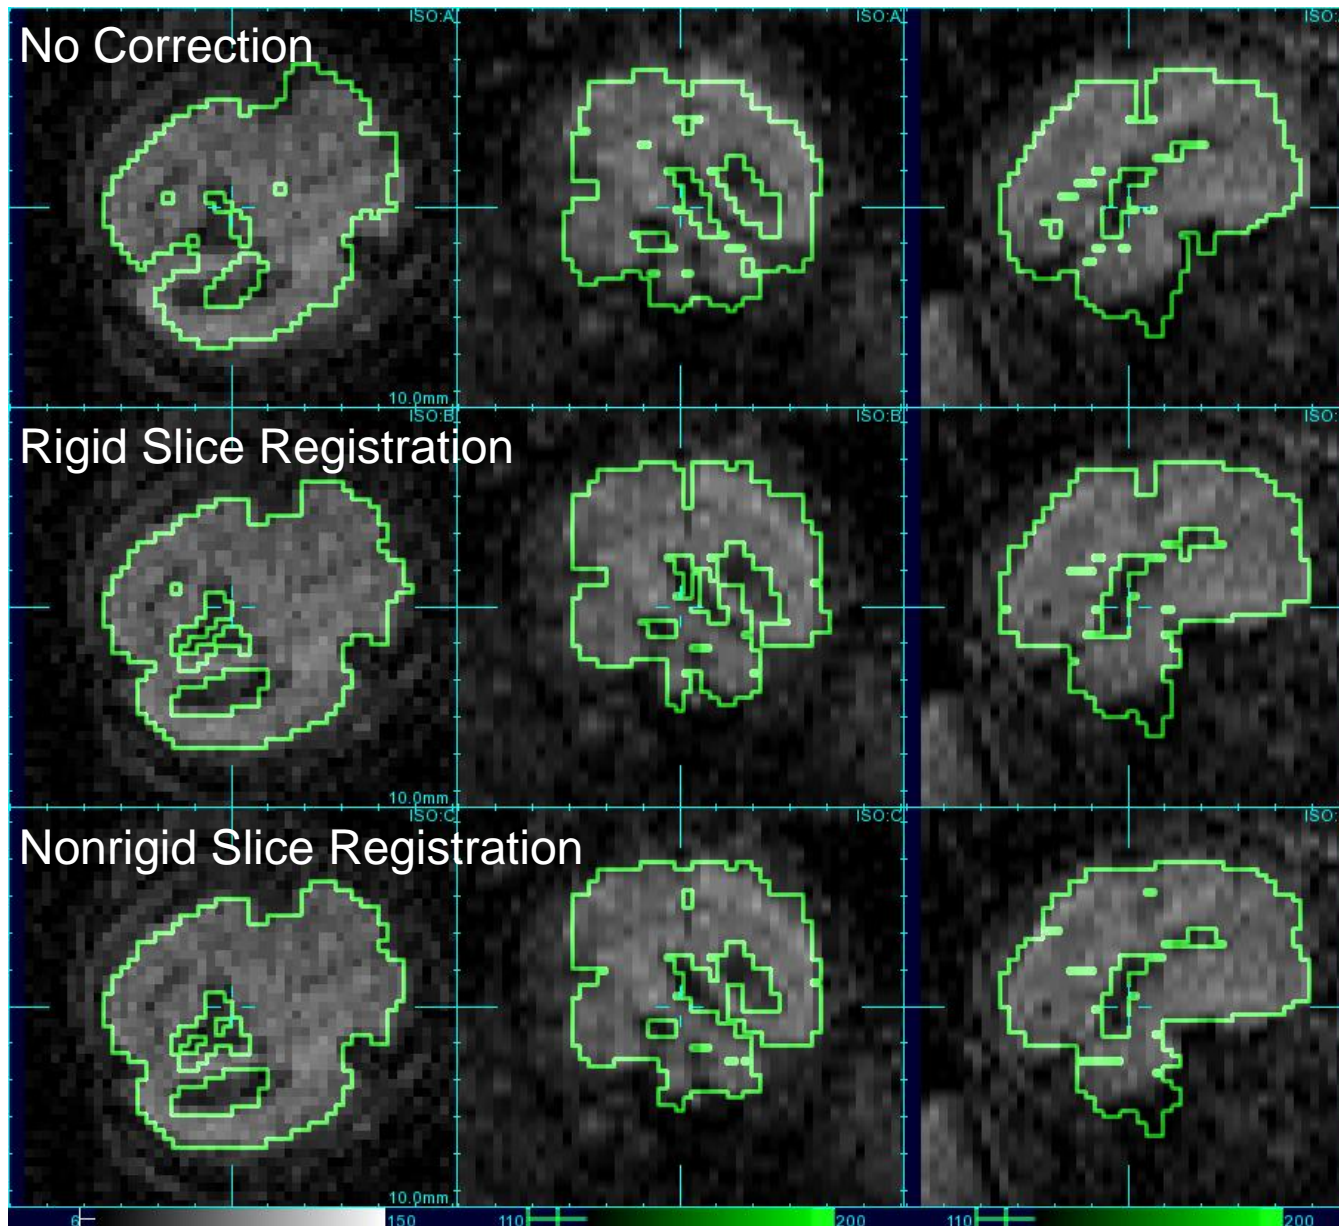 ISO:A ISO:A ISO:
No Correction
10.0mm
ISO:B ISO:B ISO:
Rigid Slice Registration
10.0mm
ISO:C ISO:C ISO:
Nonrigid Slice Registration
10.0mm
6 150 110 200 110 200